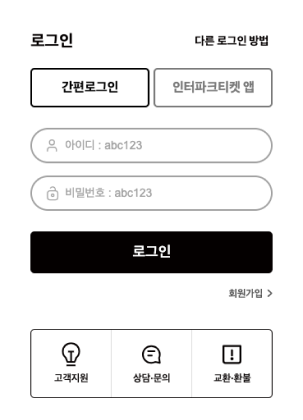 로그인
다른 로그인 방법
간편로그인
인터파크티켓 앱
아이디 : abc123
비밀번호 : abc123
로그인
회원가입 >
고객지원
상담·문의
교환·환불